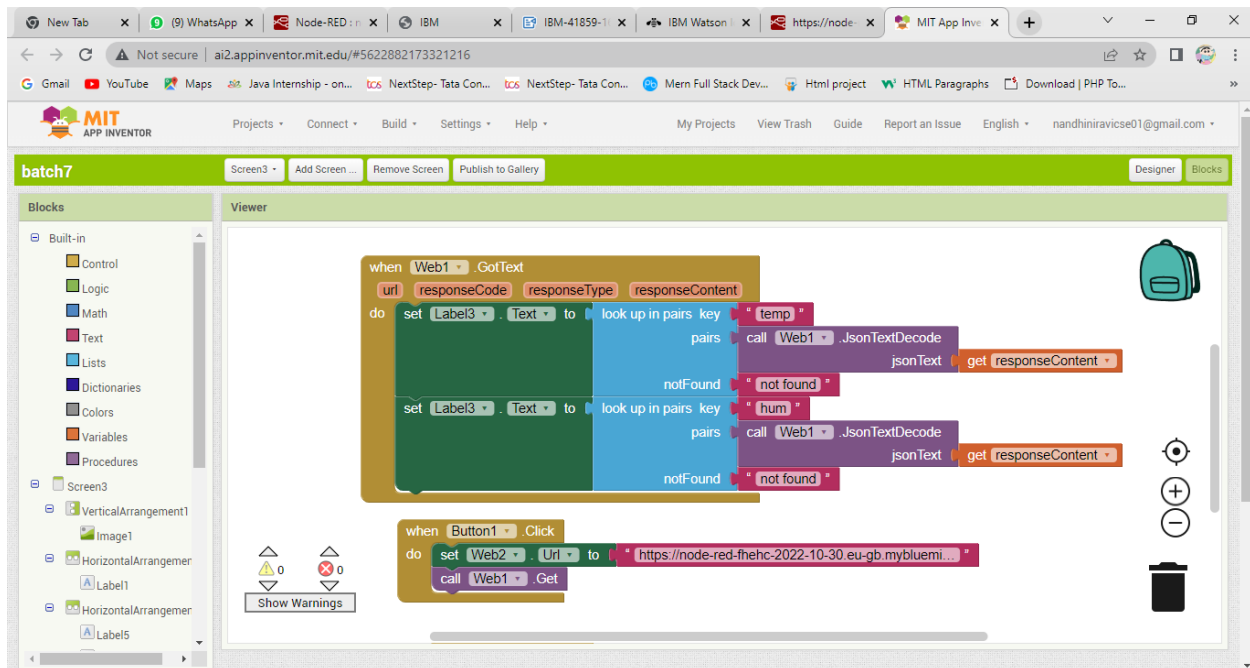 New Tab (9) WhatsApp Node-RED : n IBM IBM-41859-1 IBM Watson https://node- MIT App Inve
Not secure ai2.appinventor.mit.edu/#5622882173321216
Gmail YouTube Maps Java Internship - on... NextStep- Tata Con... NextStep- Tata Con... Mern Full Stack Dev... Html project HTML Paragraphs Download | PHP To... »
MIT
APP INVENTOR
Projects Connect Build Settings Help My Projects View Trash Guide Report an Issue English nandhiniravicse01@gmail.com
batch7 Screen3 Add Screen ... Remove Screen Publish to Gallery Designer Blocks
Blocks Viewer
Built-in
Control
Logic
Math
Text
Lists
Dictionaries
Colors
Variables
Procedures
Screen3
VerticalArrangement1
Image1
HorizontalArrangemer
Label1
HorizontalArrangemer
Label5
when Web1 .GotText
url responseCode responseType responseContent
do set Label3 . Text to look up in pairs key " temp "
pairs call Web1 .JsonTextDecode
jsonText get responseContent
notFound " not found "
set Label3 . Text to look up in pairs key " hum "
pairs call Web1 .JsonTextDecode
jsonText get responseContent
notFound " not found "
when Button1 .Click
do set Web2 . Url to " https://node-red-fhehc-2022-10-30.eu-gb.mybluemi... "
call Web1 .Get
0 0
Show Warnings